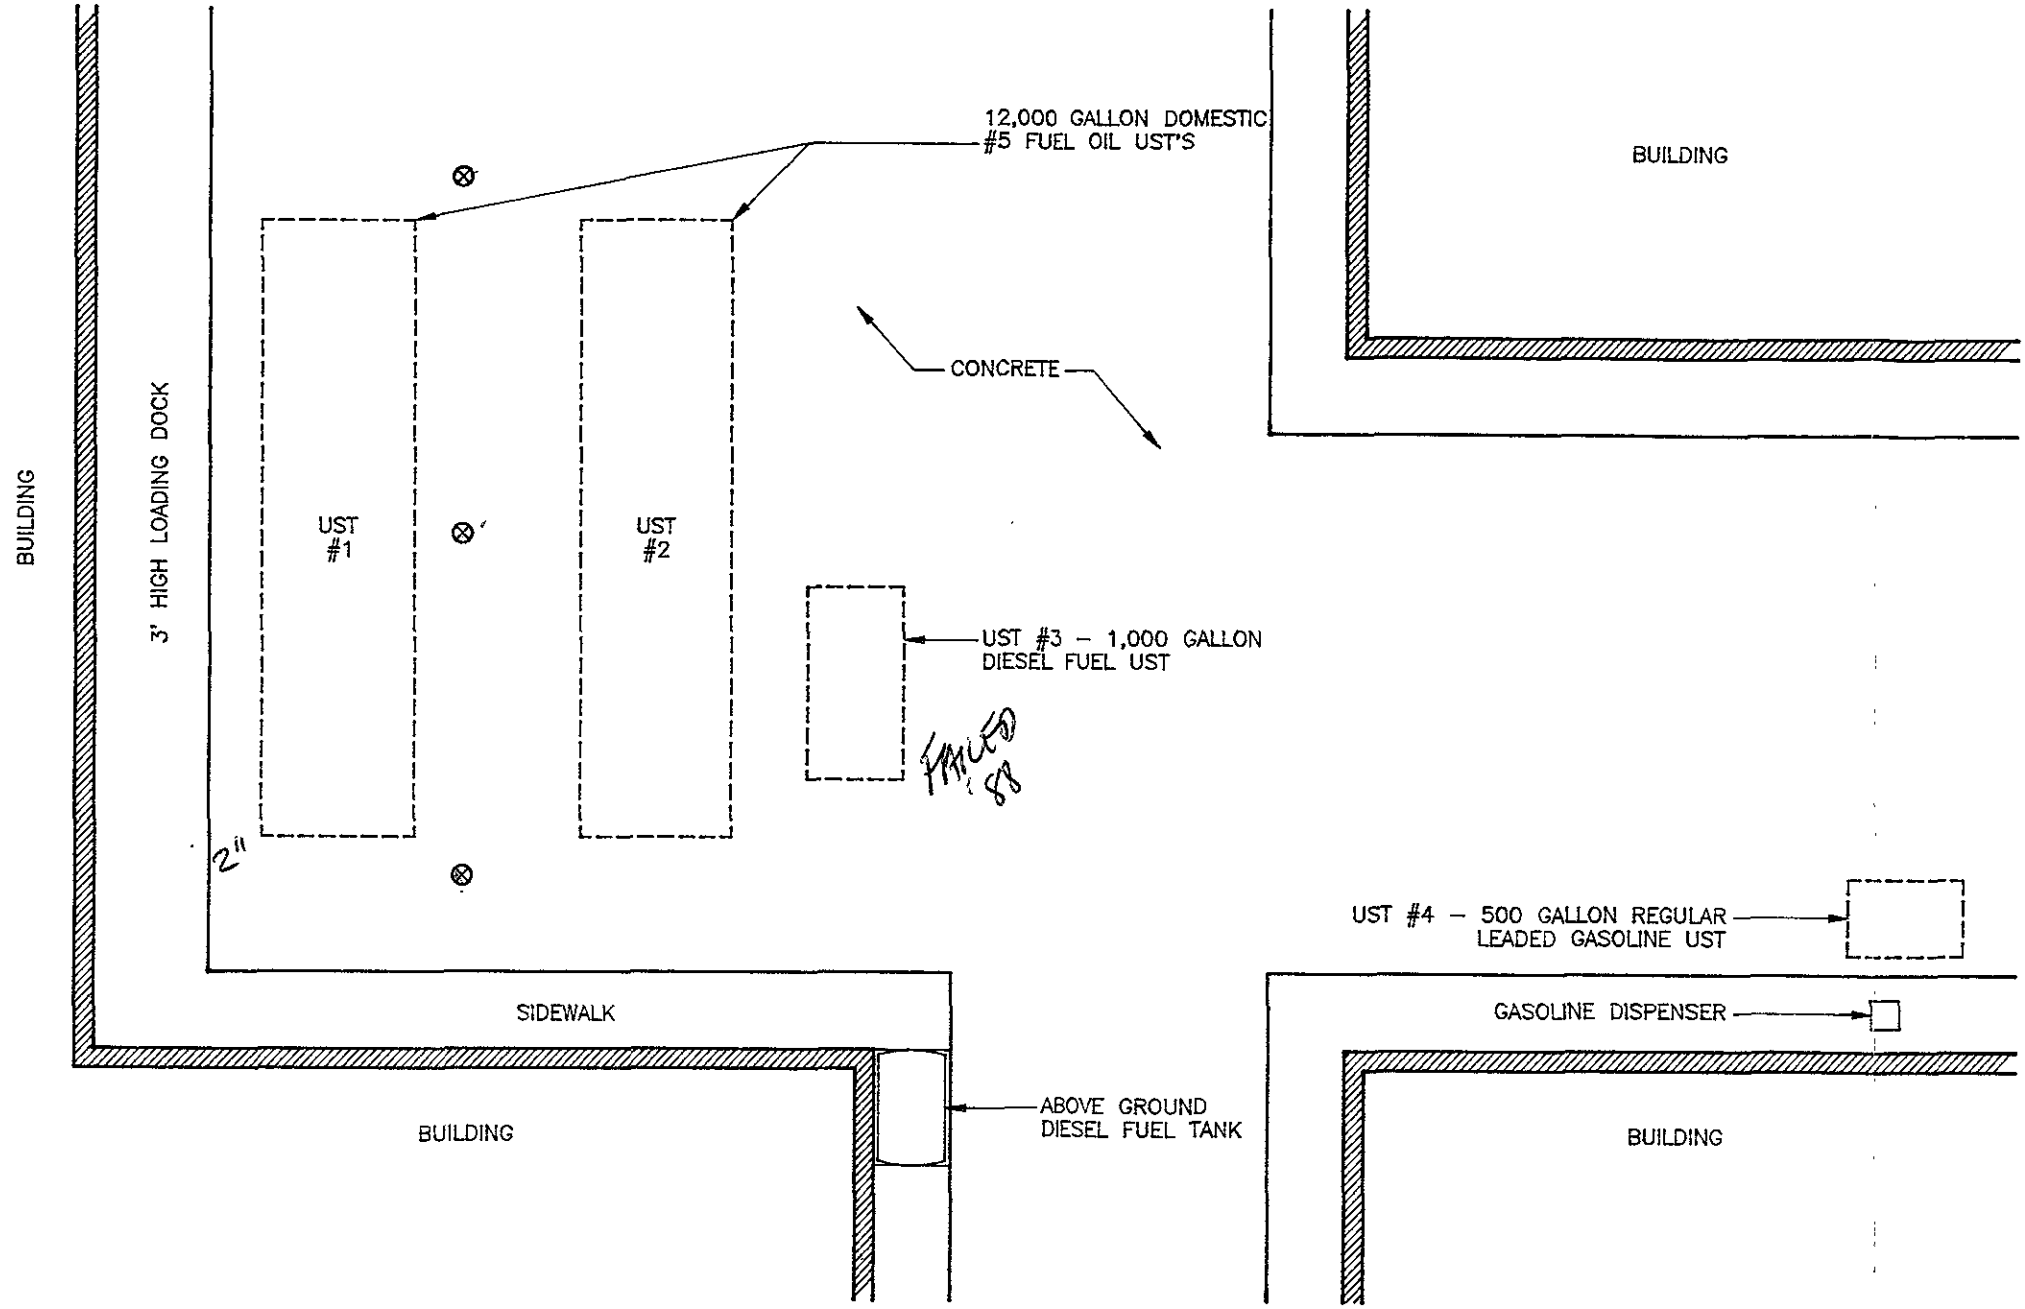 12,000 GALLON DOMESTIC
#5 FUEL OIL UST'S
BUILDING
CONCRETE
3' HIGH LOADING DOCK
BUILDING
UST
#1
UST
#2
UST #3 - 1,000 GALLON
DIESEL FUEL UST
FAILED
88
2"
UST #4 - 500 GALLON REGULAR
LEADED GASOLINE UST
SIDEWALK
GASOLINE DISPENSER
ABOVE GROUND
DIESEL FUEL TANK
BUILDING
BUILDING